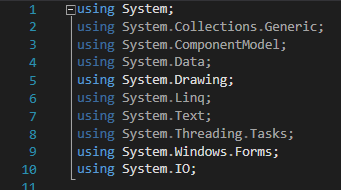 1 using System;
2 using System.Collections.Generic;
3 using System.ComponentModel;
4 using System.Data;
5 using System.Drawing;
6 using System.Linq;
7 using System.Text;
8 using System.Threading.Tasks;
9 using System.Windows.Forms;
10 using System.IO;
11